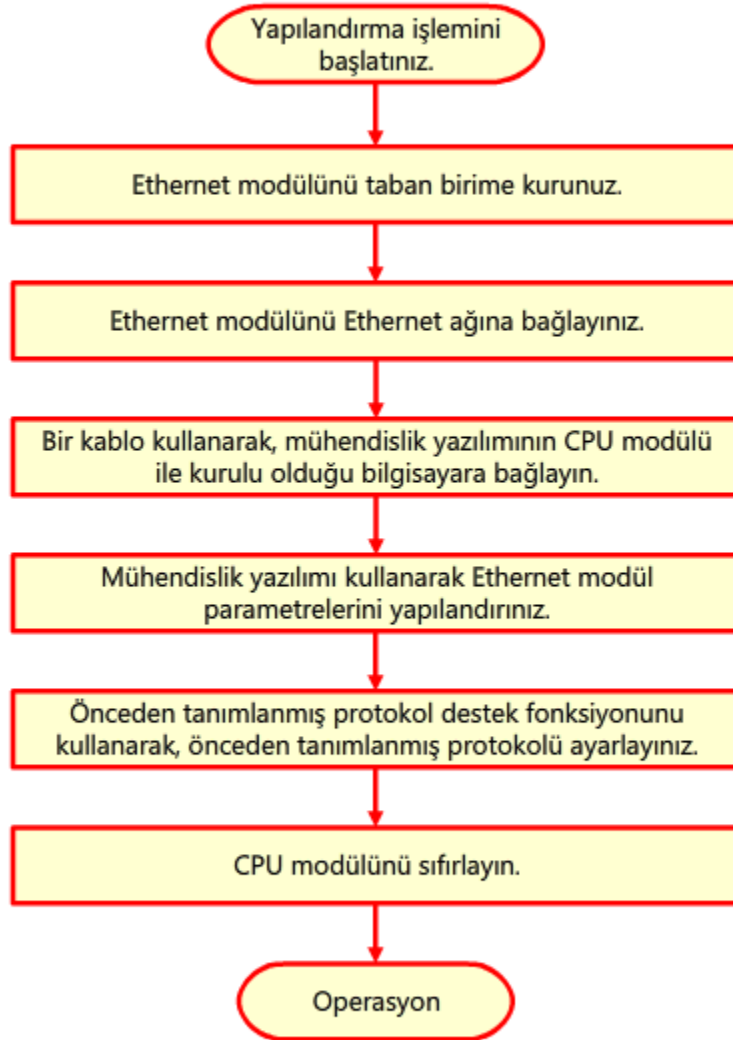 Yapılandırma işlemini
başlatınız.
Ethernet modülünü taban birime kurunuz.
Ethernet modülünü Ethernet ağına bağlayınız.
Bir kablo kullanarak, mühendislik yazılımının CPU modülü
ile kurulu olduğu bilgisayara bağlayın.
Mühendislik yazılımı kullanarak Ethernet modül
parametrelerini yapılandırınız.
Önceden tanımlanmış protokol destek fonksiyonunu
kullanarak, önceden tanımlanmış protokolü ayarlayınız.
CPU modülünü sıfırlayın.
Operasyon